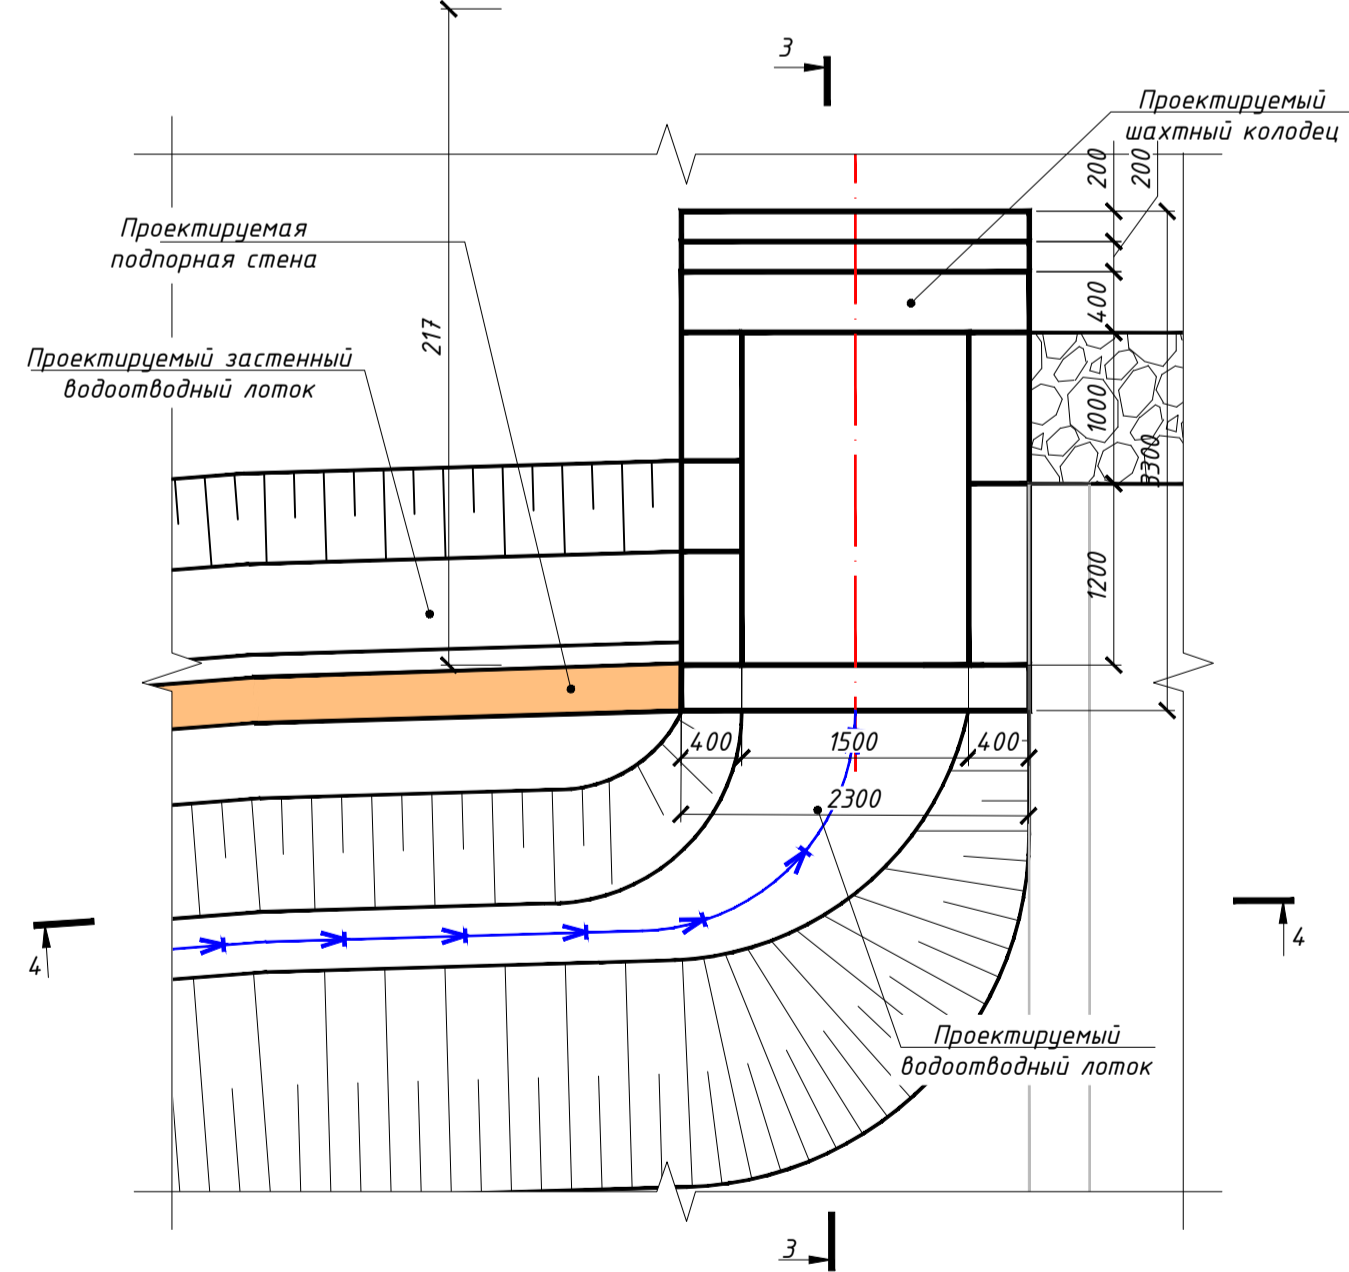 3
Проектируемый
шахтный колодец
200
200
Проектируемая
подпорная стена
400
217
Проектируемый застенный
водоотводный лоток
1000
3300
1200
400
1500
400
2300
4
4
Проектируемый
водоотводный лоток
3